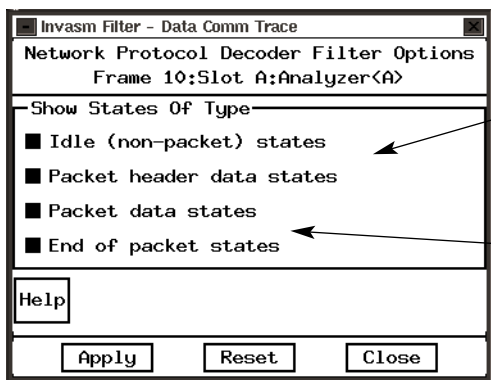 Invasm Filter - Data Comm Trace
Network Protocol Decoder Filter Options
Frame 10:Slot A:Analyzer<A>
Show States Of Type
Idle (non-packet) states
Packet header data states
Packet data states
End of packet states
Help
Apply Reset Close